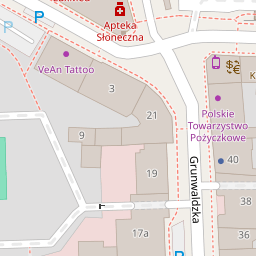 P
Apteka
Słoneczna
VeAn Tattoo
3
21
Polskie
Towarzystwo
Pożyczkowe
9
40
Grunwaldzka
19
38
17a
36
P